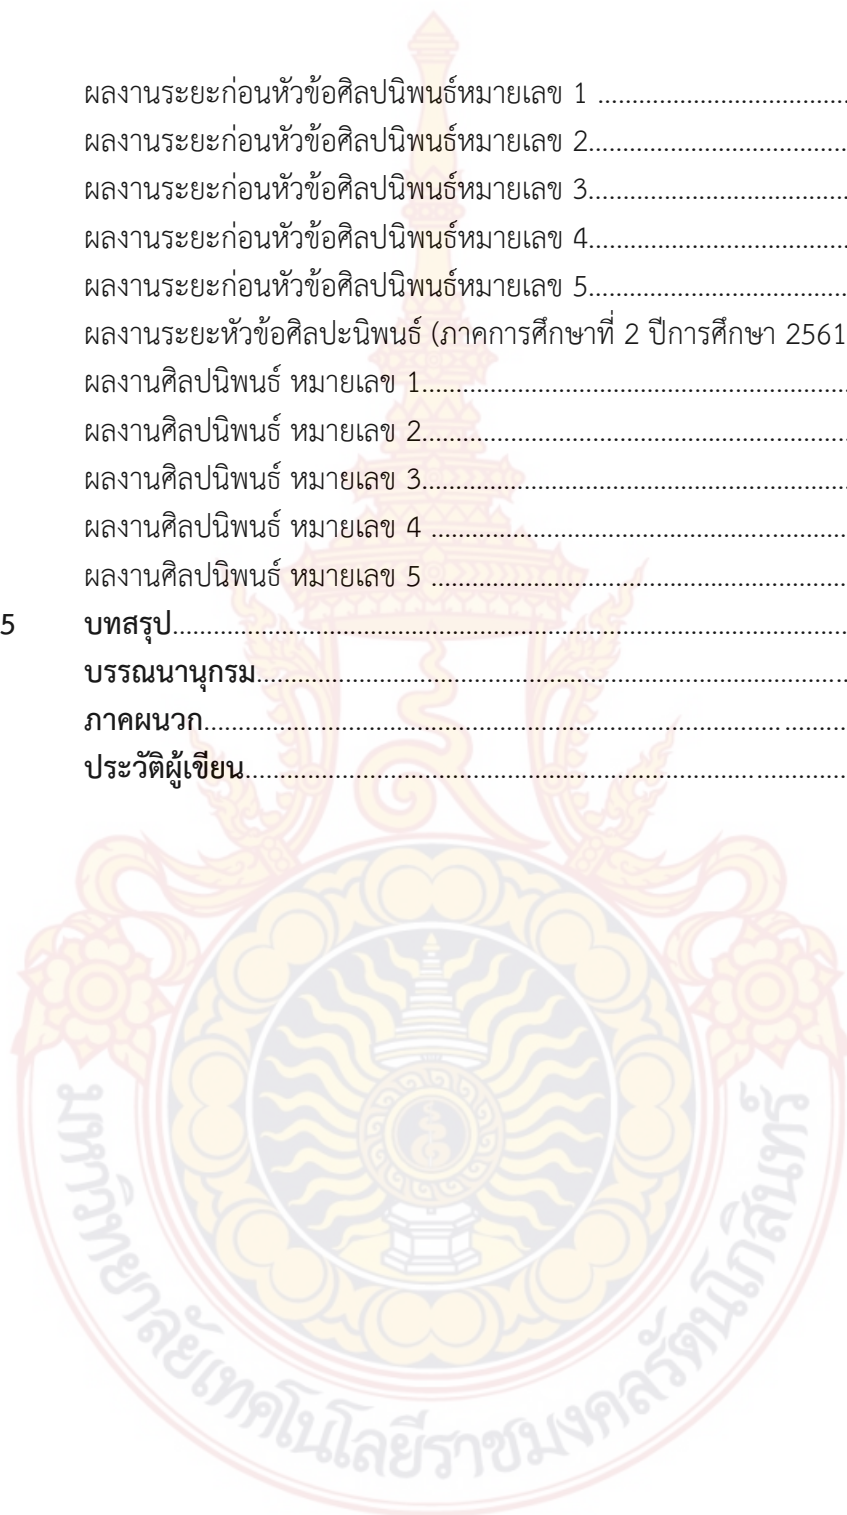 ผลงานระยะก่อนหัวข้อศิลปนิพนธ์หมายเลข 1 ........................................
ผลงานระยะก่อนหัวข้อศิลปนิพนธ์หมายเลข 2..........................................
ผลงานระยะก่อนหัวข้อศิลปนิพนธ์หมายเลข 3..........................................
ผลงานระยะก่อนหัวข้อศิลปนิพนธ์หมายเลข 4..........................................
ผลงานระยะก่อนหัวข้อศิลปนิพนธ์หมายเลข 5..........................................
ผลงานระยะหัวข้อศิลปะนิพนธ์ (ภาคการศึกษาที่ 2 ปีการศึกษา 2561
ผลงานศิลปนิพนธ์ หมายเลข 1....................................................................
ผลงานศิลปนิพนธ์ หมายเลข 2....................................................................
ผลงานศิลปนิพนธ์ หมายเลข 3....................................................................
ผลงานศิลปนิพนธ์ หมายเลข 4 ..................................................................
ผลงานศิลปนิพนธ์ หมายเลข 5 ..................................................................
5 บทสรุป..........................................................................................................
บรรณนานุกรม............................................................................................
ภาคผนวก....................................................................................................
ประวัติผู้เขียน..............................................................................................
มหาวิทยาลัยเทคโนโลยีราชมงคลรัตนโกสินทร์